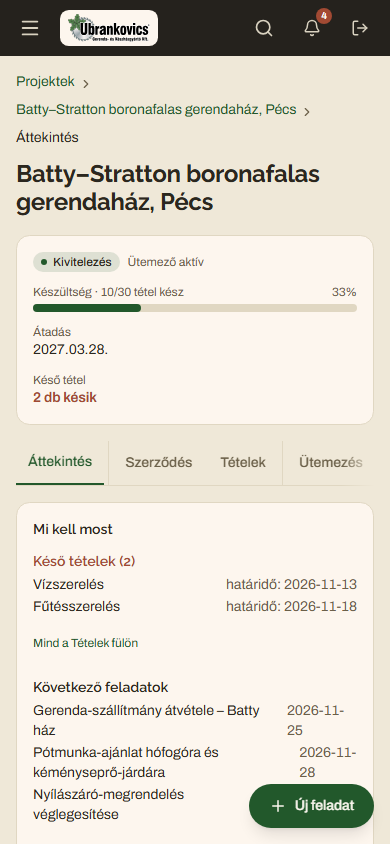 Ubrankovics
Gerenda- és Készházgyártó Kft.
4
Projektek
Batty–Stratton boronafalas gerendaház, Pécs
Áttekintés
Batty–Stratton boronafalas
gerendaház, Pécs
Kivitelezés Ütemező aktív
Készültség · 10/30 tétel kész 33%
Átadás
2027.03.28.
Késő tétel
2 db késik
Áttekintés Szerződés Tételek Ütemezés
Mi kell most
Késő tételek (2)
Vízszerelés határidő: 2026-11-13
Fűtésszerelés határidő: 2026-11-18
Mind a Tételek fülön
Következő feladatok
Gerenda-szállítmány átvétele – Batty 2026-11-
ház 25
Pótmunka-ajánlat hófogóra és 2026-11-
kéményseprő-járdára 28
Nyílászáró-megrendelés
véglegesítése
Új feladat